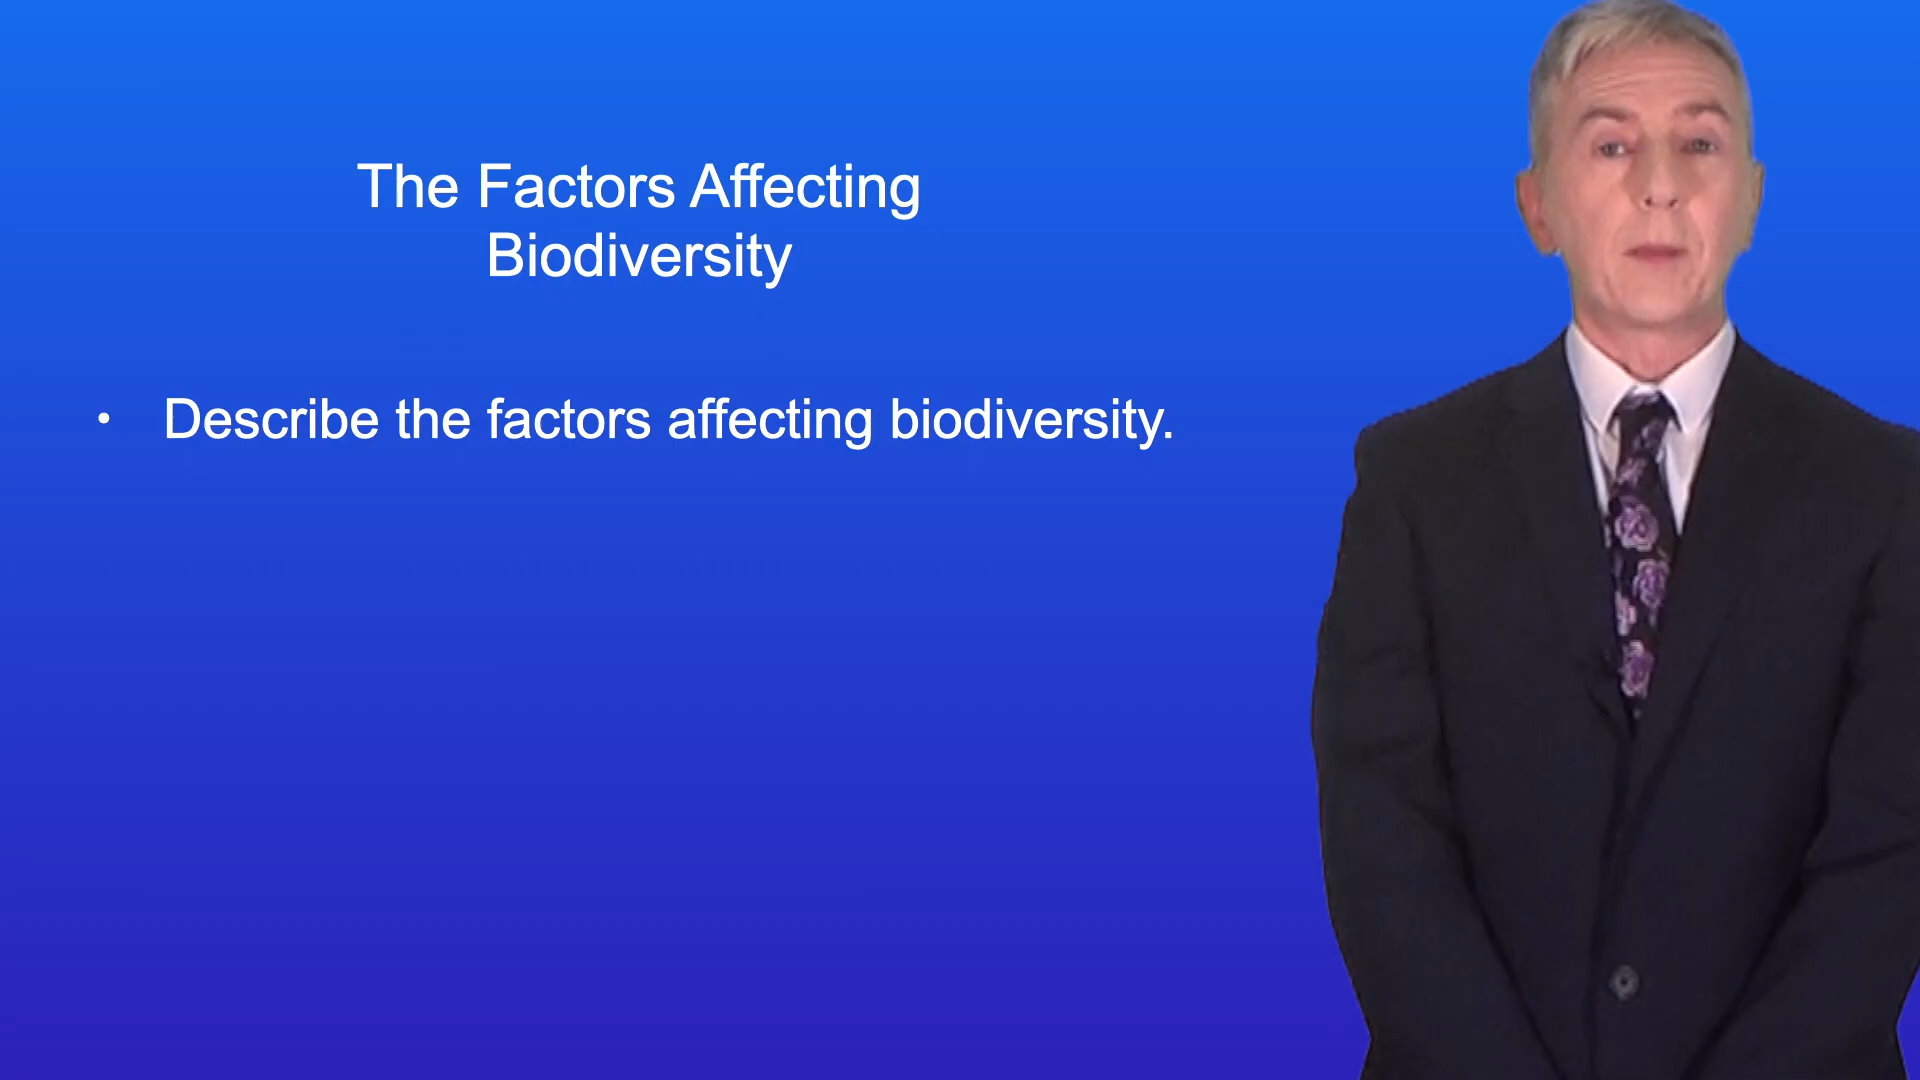 The Factors Affecting
Biodiversity
• Describe the factors affecting biodiversity.